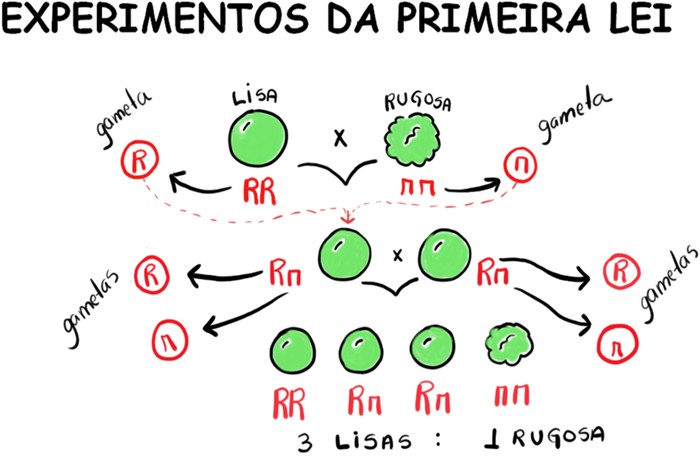 EXPERIMENTOS DA PRIMEIRA LEI
LISA
RUGOSA
gameta
gameta
R
x
r
RR
rr
x
gametas
R
Rr
Rr
R
gametas
r
r
RR
Rr
Rr
rr
3 LISAS : 1 RUGOSA